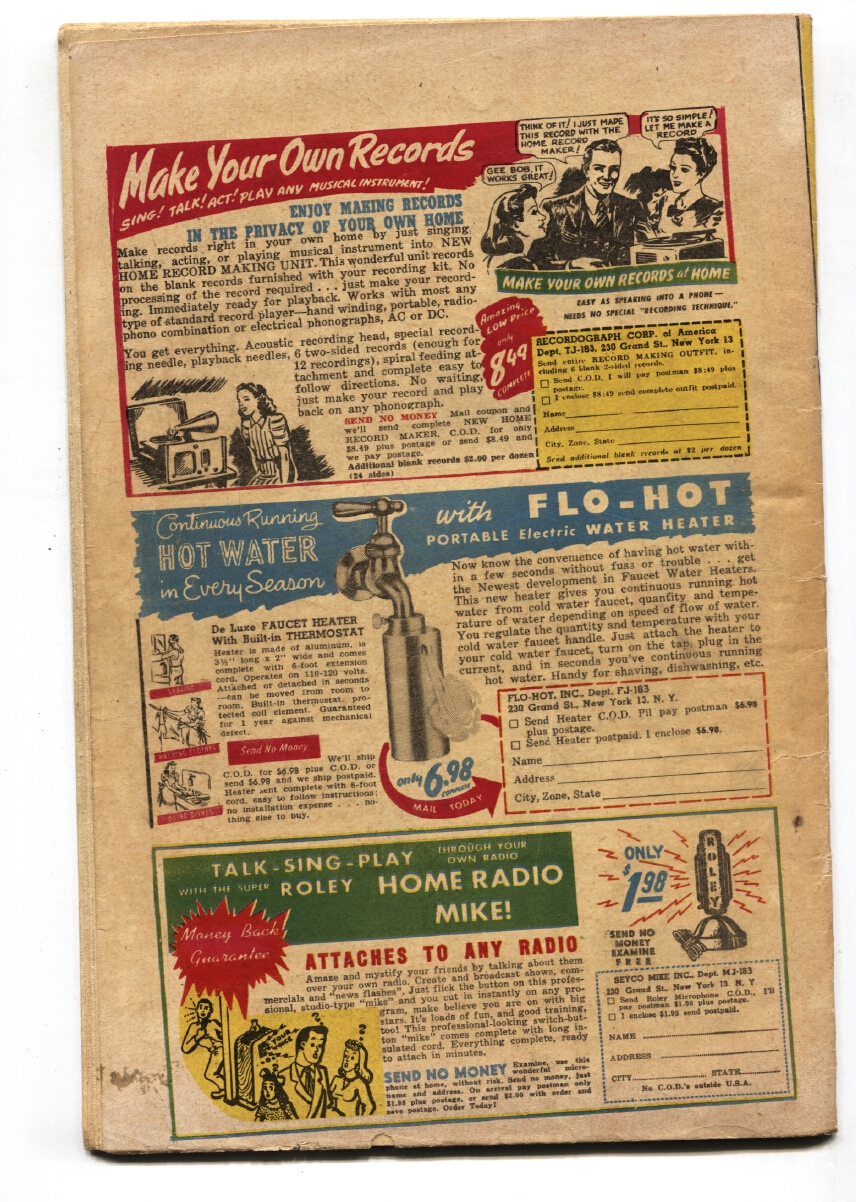 Make Your Own Records
SING! TALK! ACT! PLAY ANY MUSICAL INSTRUMENT!
THINK OF IT! I JUST MADE
THIS RECORD WITH THE
HOME RECORD
MAKER!
IT'S SO SIMPLE!
LET ME MAKE A
RECORD
GEE BOB, IT
WORKS GREAT!
ENJOY MAKING RECORDS
IN THE PRIVACY OF YOUR OWN HOME
Make records right in your own home by just singing,
talking, acting, or playing musical instrument into NEW
HOME RECORD MAKING UNIT. This wonderful unit records
on the blank records furnished with your recording kit. No
processing of the record required . . . just make your record-
ing. Immediately ready for playback. Works with most any
type of standard record player—hand winding, portable, radio-
phono combination or electrical phonographs, AC or DC.
You get everything. Acoustic recording head, special record-
ing needle, playback needles, 6 two-sided records (enough for
12 recordings), spiral feeding at-
tachment and complete easy to
follow directions. No waiting,
just make your record and play
back on any phonograph.
SEND NO MONEY Mail coupon and
we'll send complete NEW HOME
RECORD MAKER, C.O.D. for only
$8.49 plus postage or send $8.49 and
we pay postage.
Additional blank records $2.00 per dozen
(24 sides)
MAKE YOUR OWN RECORDS at HOME
EASY AS SPEAKING INTO A PHONE—
NEEDS NO SPECIAL "RECORDING TECHNIQUE."
Amazing
LOW Price
only
8.49
COMPLETE
RECORDOGRAPH CORP. of America
Dept. TJ-183, 230 Grand St., New York 13
Send entire RECORD MAKING OUTFIT, in-
cluding 6 blank 2-sided records.
Send C.O.D. I will pay postman $8.49 plus
postage.
I enclose $8.49 send complete outfit postpaid.
Name
Address
City, Zone, State
Send additional blank records at $2 per dozen
Continuous Running
HOT WATER
in Every Season
with FLO-HOT
PORTABLE Electric WATER HEATER
Now know the convenience of having hot water with-
in a few seconds without fuss or trouble . . . get
the Newest development in Faucet Water Heaters.
This new heater gives you continuous running hot
water from cold water faucet, quantity and tempe-
rature of water depending on speed of flow of water.
You regulate the quantity and temperature with your
cold water faucet handle. Just attach the heater to
your cold water faucet, turn on the tap, plug in the
current, and in seconds you've continuous running
hot water. Handy for shaving, dishwashing, etc.
De Luxe FAUCET HEATER
With Built-in THERMOSTAT
Heater is made of aluminum, is
3½" long x 2" wide and comes
complete with 6-foot extension
cord. Operates on 110-120 volts.
Attached or detached in seconds
—can be moved from room to
room. Built-in thermostat, pro-
tected coil element. Guaranteed
for 1 year against mechanical
defect.
SHAVING
WASHING CLOTHES
DOING DISHES
Send No Money
We'll ship
C.O.D. for $6.98 plus C.O.D. or
send $6.98 and we ship postpaid.
Heater sent complete with 6-foot
cord, easy to follow instructions;
no installation expense . . . no-
thing else to buy.
only 6.98
COMPLETE
MAIL TODAY
FLO-HOT, INC., Dept. FJ-183
230 Grand St., New York 13, N. Y.
Send Heater C.O.D. I'll pay postman $6.98
plus postage.
Send Heater postpaid. I enclose $6.98.
Name
Address
City, Zone, State
TALK-SING-PLAY THROUGH YOUR
OWN RADIO
WITH THE SUPER ROLEY HOME RADIO
MIKE!
Money Back
Guarantee
ATTACHES TO ANY RADIO
Amaze and mystify your friends by talking about them
over your own radio. Create and broadcast shows, com-
mercials and "news flashes". Just flick the button on this profes-
sional, studio-type "mike" and you cut in instantly on any pro-
gram, make believe you are on with big
stars. It's loads of fun, and good training,
too! This professional-looking switch-but-
ton "mike" comes complete with long in-
sulated cord. Everything complete, ready
to attach in minutes.
SEND NO MONEY Examine, use this
wonderful micro-
phone at home, without risk. Send no money, just
name and address. On arrival pay postman only
$1.98 plus postage, or send $2.00 with order and
save postage. Order Today!
ONLY
$1.98
ROLEY
SEND NO
MONEY
EXAMINE
FREE
SEYCO MIKE INC., Dept. MJ-183
230 Grand St., New York 13, N. Y
Send Roley Microphone C.O.D., I'll
pay postman $1.98 plus postage.
I enclose $1.98 send postpaid.
NAME
ADDRESS
CITY STATE
No C.O.D.'s outside U.S.A.